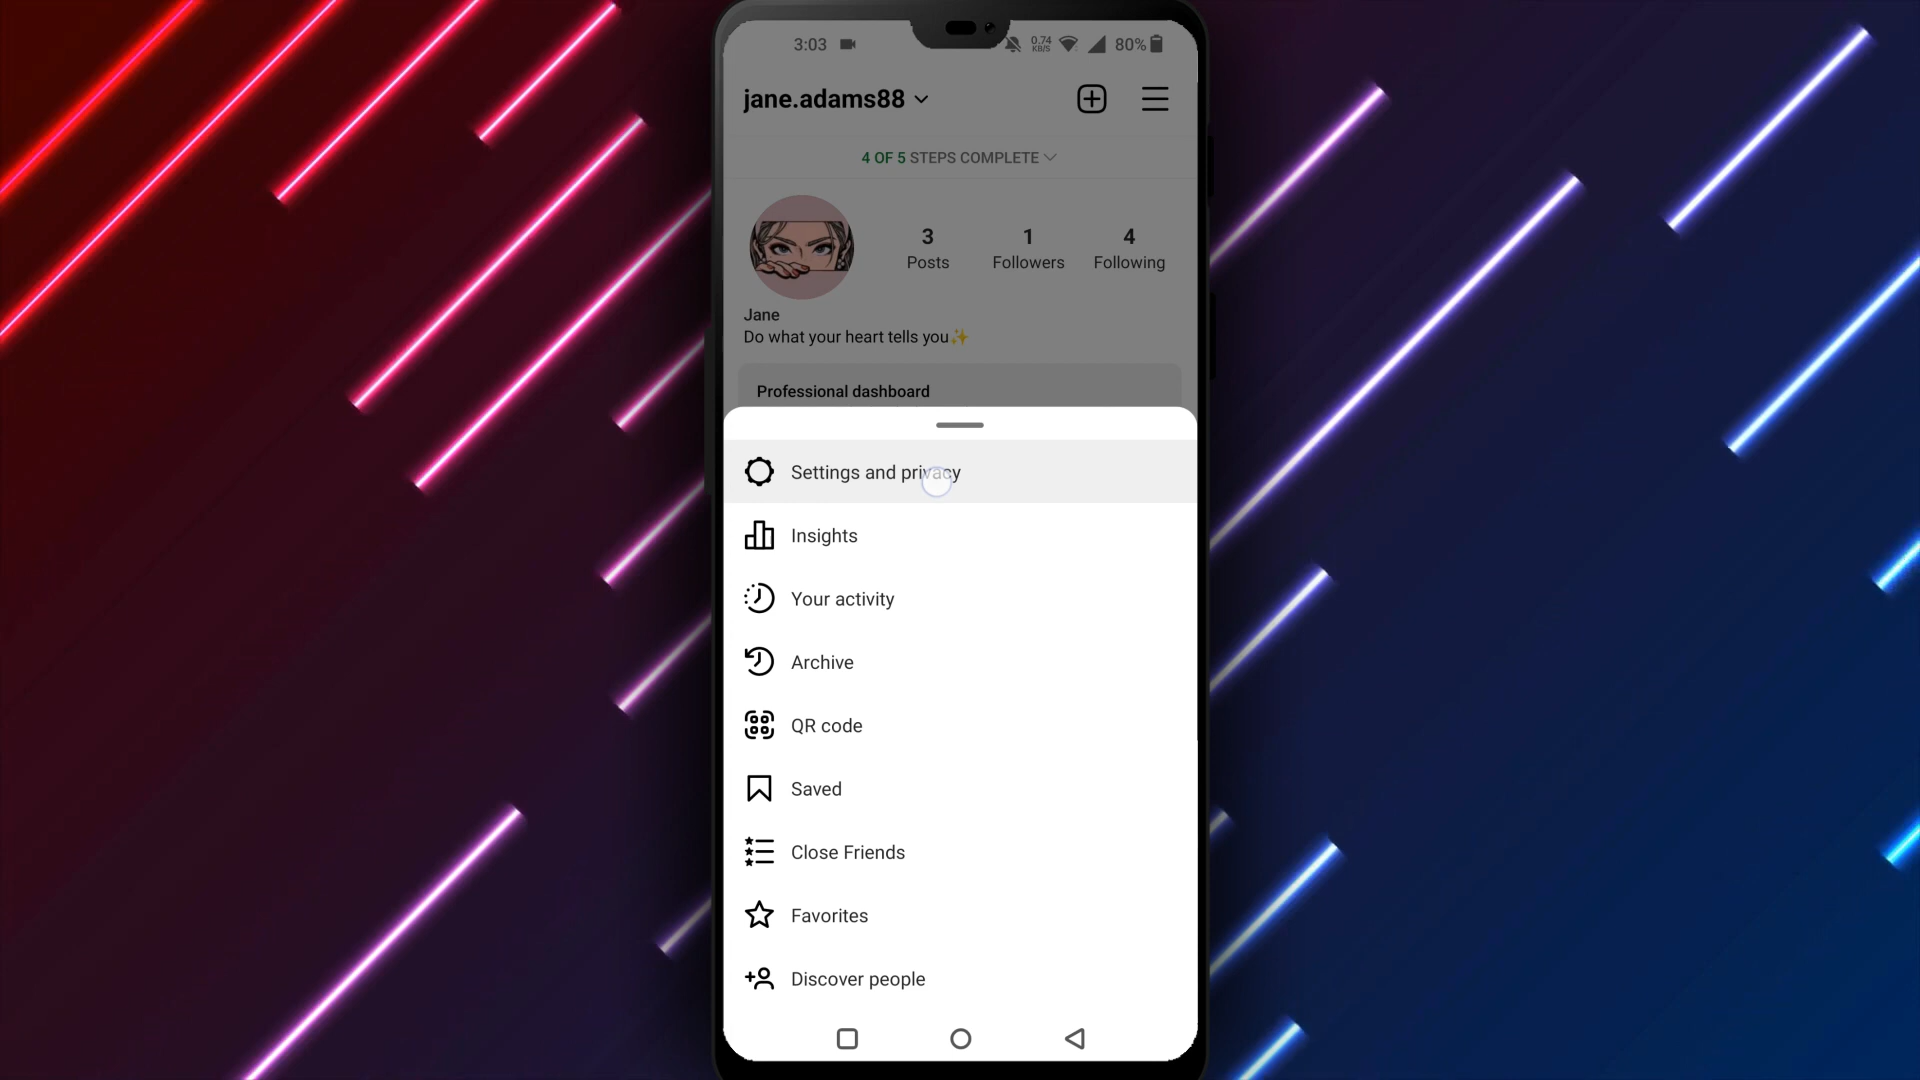 3:03 0.74 KB/S 80%
jane.adams88
4 OF 5 STEPS COMPLETE
3 1 4
Posts Followers Following
Jane
Do what your heart tells you✨
Professional dashboard
Settings and privacy
Insights
Your activity
Archive
QR code
Saved
Close Friends
Favorites
Discover people